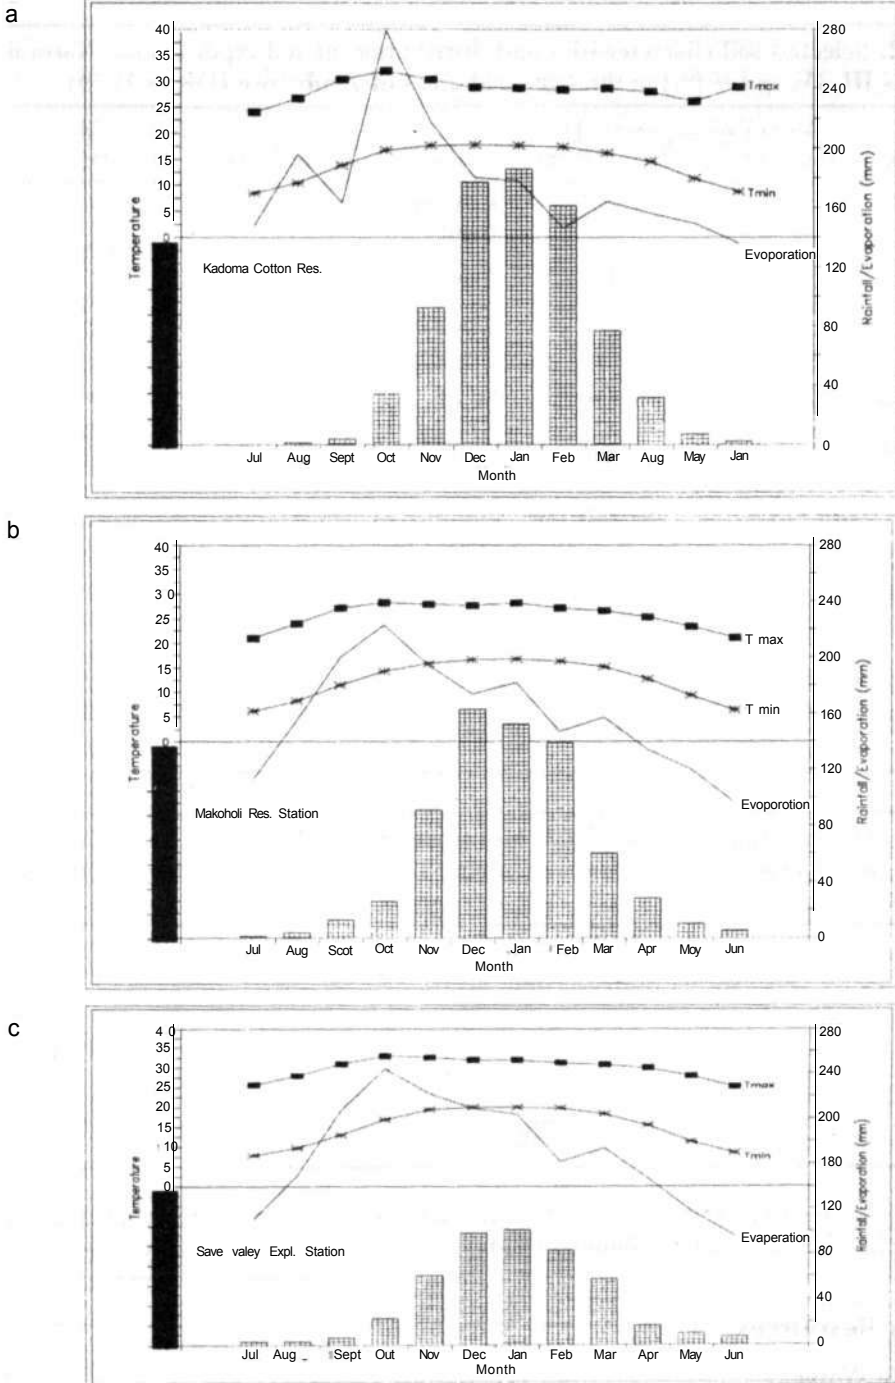 a
40
35
30
25
20
15
10
5
0
Temperature
280
240
200
160
120
80
40
0
Rainfall/Evaporation (mm)
Tmax
Tmin
Evoporation
Kadoma Cotton Res.
Jul Aug Sept Oct Nov Dec Jan Feb Mar Aug May Jan
Month
b
40
35
3 0
25
20
15
10
5
0
Temperature
280
240
200
160
120
80
40
0
Rainfall/Evaporation (mm)
T max
T min
Evoporotion
Makoholi Res. Station
Jul Aug Scot Oct Nov Dec Jan Feb Mar Apr Moy Jun
Month
c
4 0
35
30
25
20
15
10
5
0
Temperature
280
240
200
180
120
80
40
0
Rainfall/Evaporation (mm)
Tmax
Tmin
Evaperation
Save valey Expl. Station
Jul Aug Sept Out Nov Dec Jan Feb Mar Apr May Jun
Month